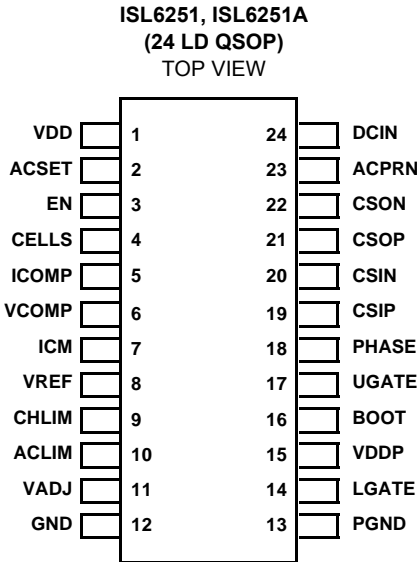 ISL6251, ISL6251A
(24 LD QSOP)
TOP VIEW
VDD 1 24 DCIN
ACSET 2 23 ACPRN
EN 3 22 CSON
CELLS 4 21 CSOP
ICOMP 5 20 CSIN
VCOMP 6 19 CSIP
ICM 7 18 PHASE
VREF 8 17 UGATE
CHLIM 9 16 BOOT
ACLIM 10 15 VDDP
VADJ 11 14 LGATE
GND 12 13 PGND